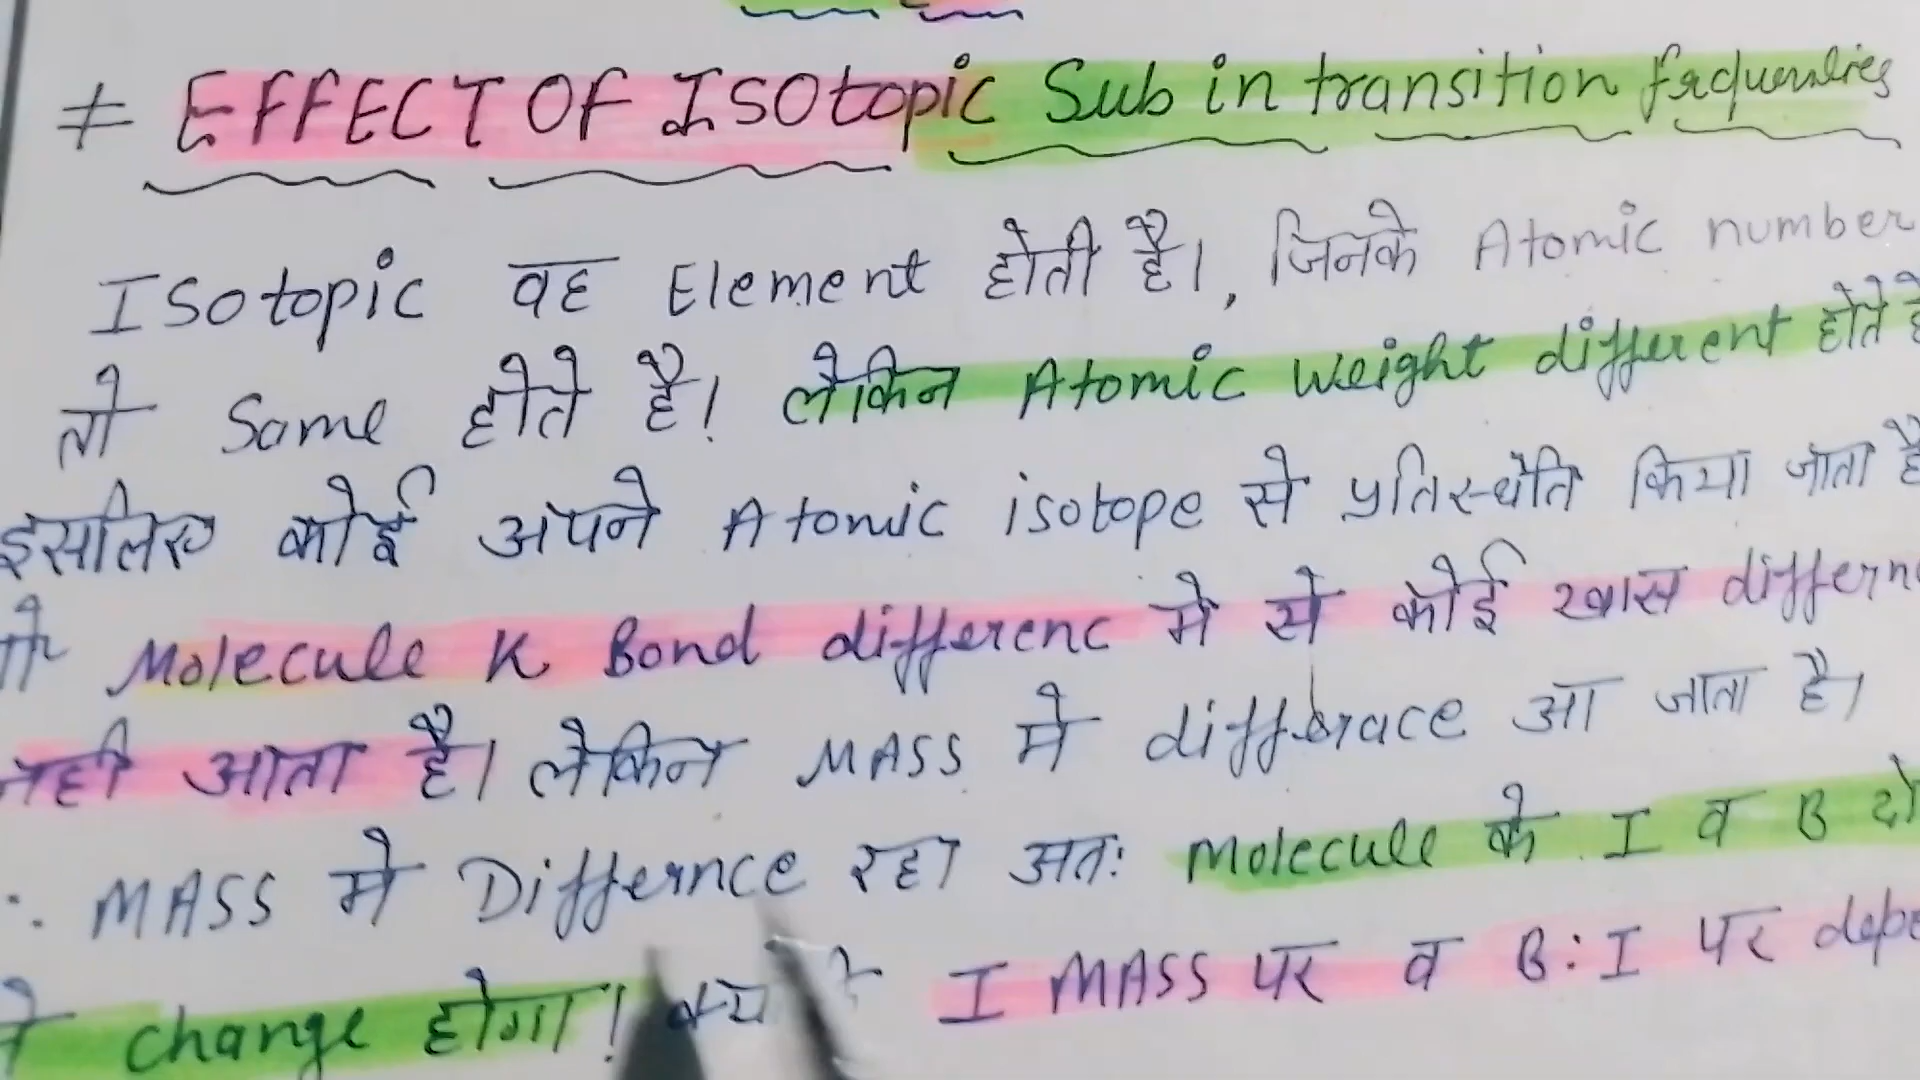 # EFFECT OF Isotopic Sub in transition frequencies
Isotopic वह Element होती है।, जिनके Atomic number
तो Same होते है। लेकिन Atomic weight different होते है
इसलिए कोई अपने Atomic isotope से प्रतिस्थेति किया जाता है
तो Molecule K Bond differenc मे से कोई खास differn
नही आता है। लेकिन MASS मे difference आ जाता है।
∴ MASS मे Differnce रहा अतः Molecule के I व B दो
ने change होगा! I MASS पर व B: I पर depe